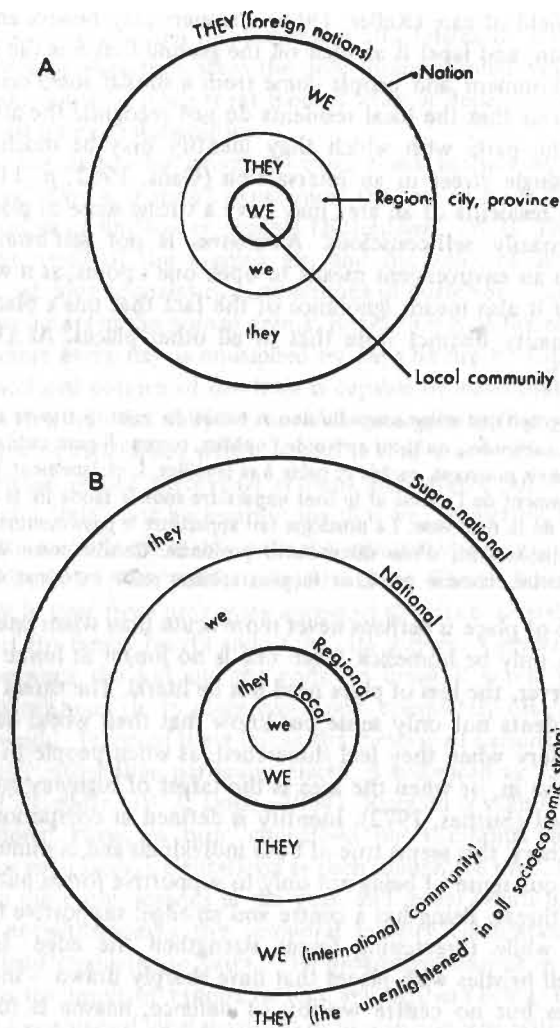 THEY (foreign nations)
A
Nation
WE
THEY
Region: city, province
WE
we
they
Local community
B
Supra-national
they
National
we
Regional
they
Local
we
WE
THEY
WE (international community,)
THEY (the unenlightened in all socioeconomic strata)